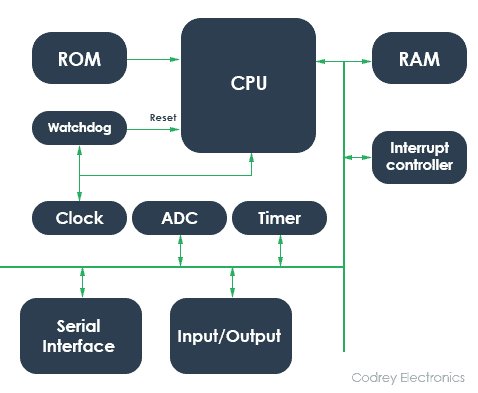 ROM
CPU
RAM
Reset
Watchdog
Interrupt
controller
Clock
ADC
Timer
Serial
Interface
Input/Output
Codrey Electronics